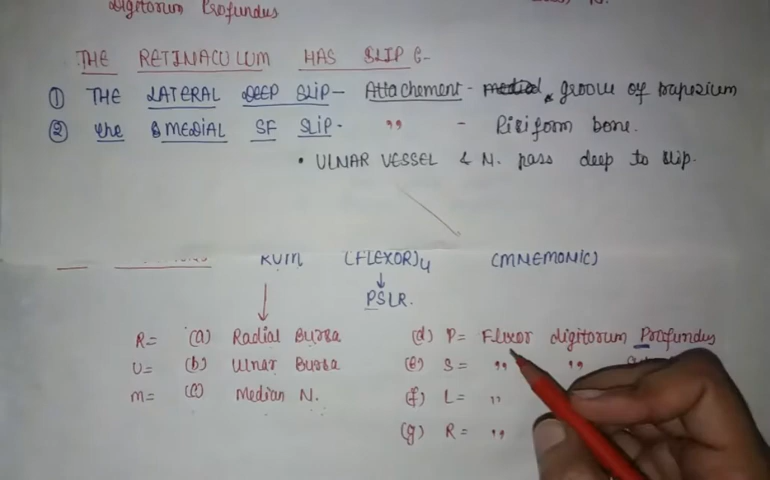 Digitorum Profundus
THE RETINACULUM HAS SLIP :-
① THE LATERAL DEEP SLIP - Attachement - groove of trapezium
② the MEDIAL SF SLIP - ,, - Pisiform bone.
• ULNAR VESSEL & N. pass deep to slip.
RUM (FLEXOR)4 (MNEMONIC)
PSLR.
R= (a) Radial Bursa (d) P= Flexor digitorum Profundus
U= (b) Ulnar Bursa (e) S= ,, ,,
m= (c) Median N. (f) L= ,,
(g) R= ,,